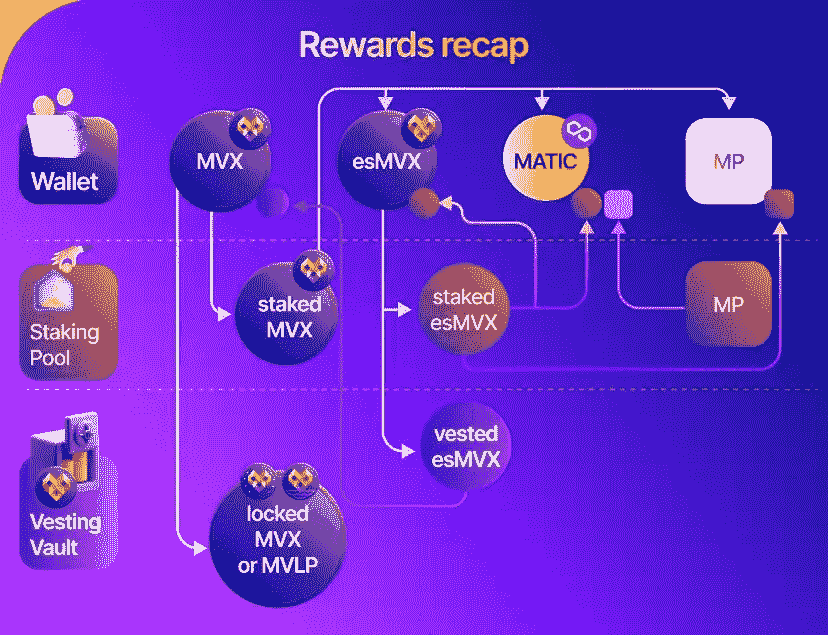 Rewards recap
Wallet
MVX
esMVX
MATIC
MP
Staking
Pool
staked
MVX
staked
esMVX
MP
Vesting
Vault
vested
esMVX
locked
MVX
or MVLP